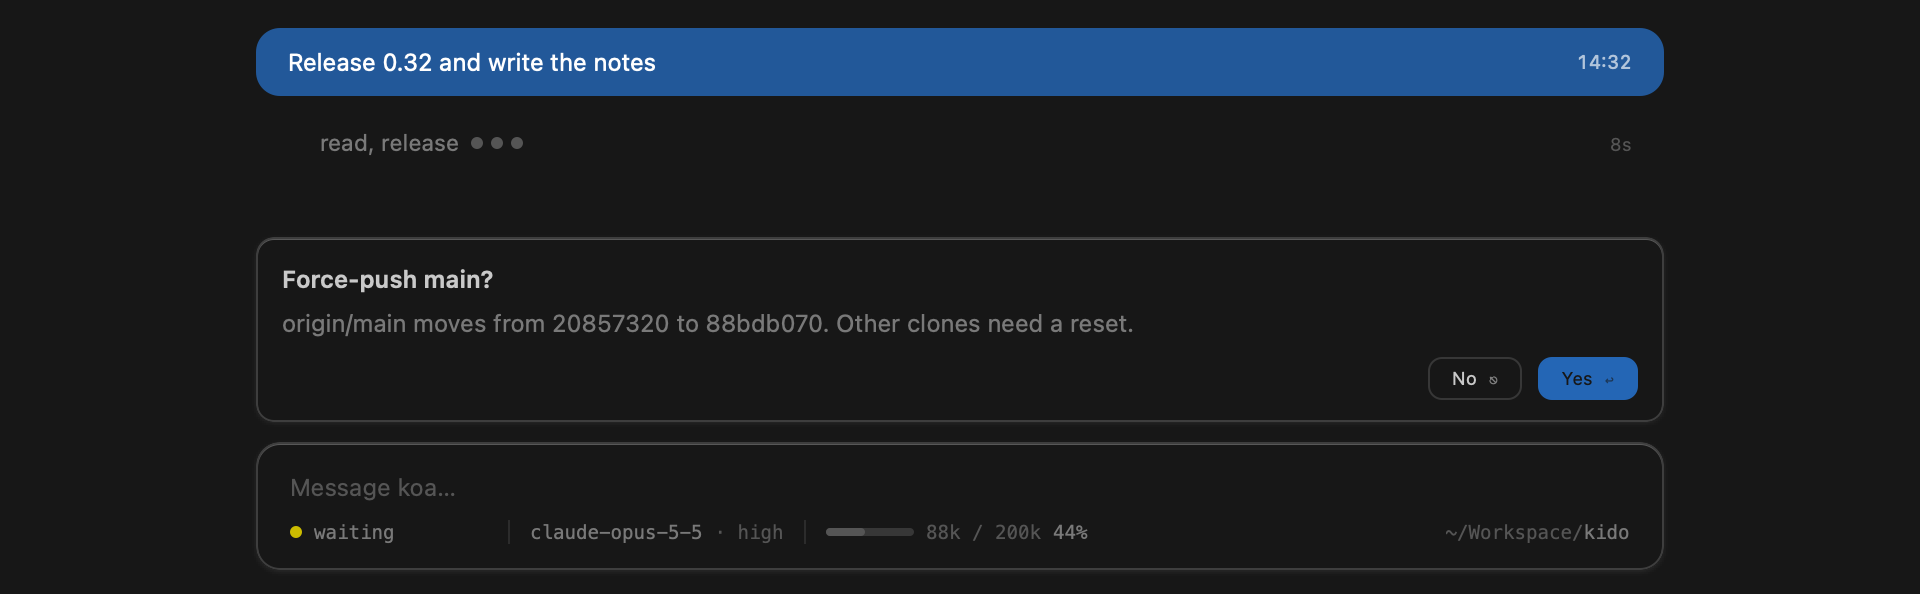 Release 0.32 and write the notes 14:32
read, release 8s
Force-push main?
origin/main moves from 20857320 to 88bdb070. Other clones need a reset.
No Yes
Message koa...
waiting claude-opus-5-5 · high 88k / 200k 44% ~/Workspace/kido